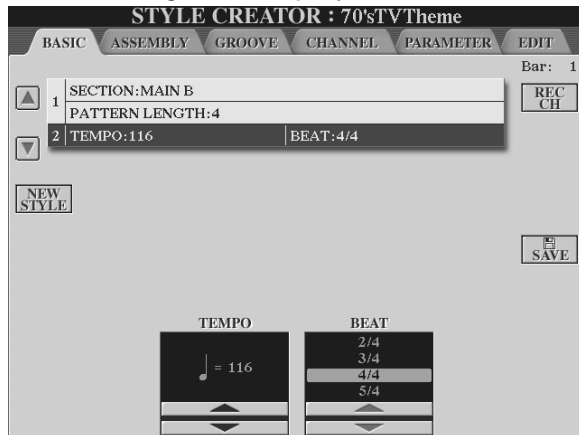 STYLE CREATOR : 70'sTVTheme
BASIC ASSEMBLY GROOVE CHANNEL PARAMETER EDIT
Bar: 1
1 SECTION:MAIN B
PATTERN LENGTH:4
REC
CH
2 TEMPO:116 BEAT:4/4
NEW
STYLE
SAVE
TEMPO BEAT
2/4
3/4
= 116
4/4
5/4